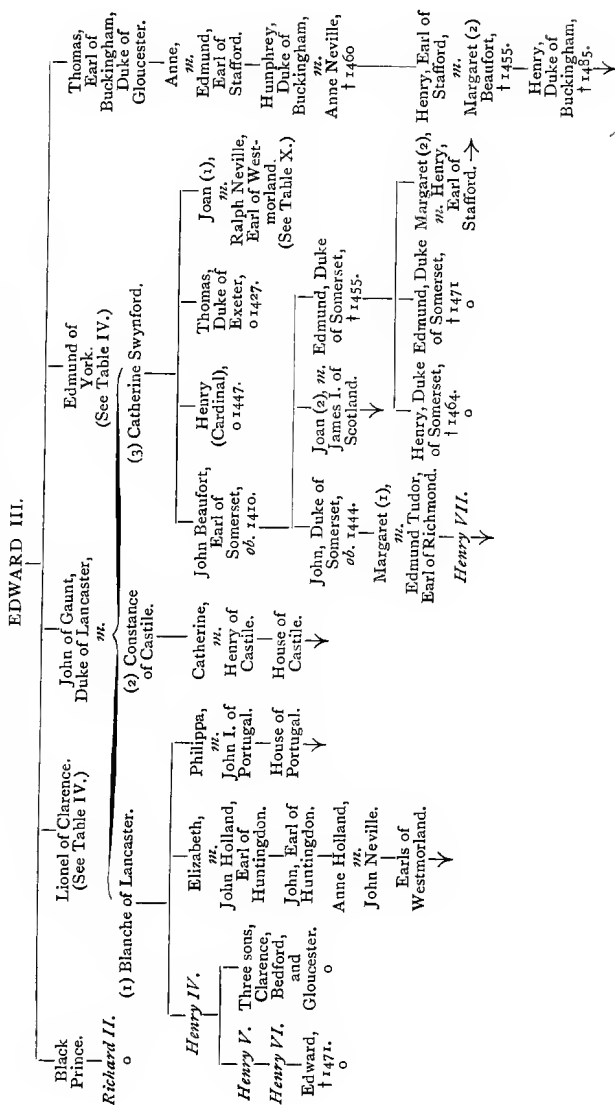 EDWARD III.
Black
Prince.
Richard II.
o
Lionel of Clarence.
(See Table IV.)
John of Gaunt,
Duke of Lancaster,
m.
Edmund of
York.
(See Table IV.)
Thomas,
Earl of
Buckingham,
Duke of
Gloucester.
Anne,
m.
Edmund,
Earl of
Stafford.
Humphrey,
Duke of
Buckingham,
m.
Anne Neville,
† 1460
Henry, Earl of
Stafford,
m.
Margaret (2)
Beaufort,
† 1455.
Henry,
Duke of
Buckingham,
† 1485.
(1) Blanche of Lancaster.
(2) Constance
of Castile.
(3) Catherine Swynford.
Henry IV.
Henry V.
Henry VI.
Edward,
† 1471.
o
Three sons,
Clarence,
Bedford,
and
Gloucester.
o
Elizabeth,
m.
John Holland,
Earl of
Huntingdon.
John, Earl of
Huntingdon.
Anne Holland,
m.
John Neville.
Earls of
Westmorland.
Philippa,
m.
John I. of
Portugal.
House of
Portugal.
Catherine,
m.
Henry of
Castile.
House of
Castile.
John Beaufort,
Earl of
Somerset,
ob. 1410.
Henry
(Cardinal),
o 1447.
Thomas,
Duke of
Exeter,
o 1427.
Joan (1),
m.
Ralph Neville,
Earl of West-
morland.
(See Table X.)
John, Duke of
Somerset,
ob. 1444.
Margaret (1),
m.
Edmund Tudor,
Earl of Richmond.
Henry VII.
Joan (2), m.
James I. of
Scotland.
Edmund, Duke
of Somerset,
† 1455.
Henry, Duke
of Somerset,
† 1464.
o
Edmund, Duke
of Somerset,
† 1471
o
Margaret (2),
m. Henry,
Earl of
Stafford.